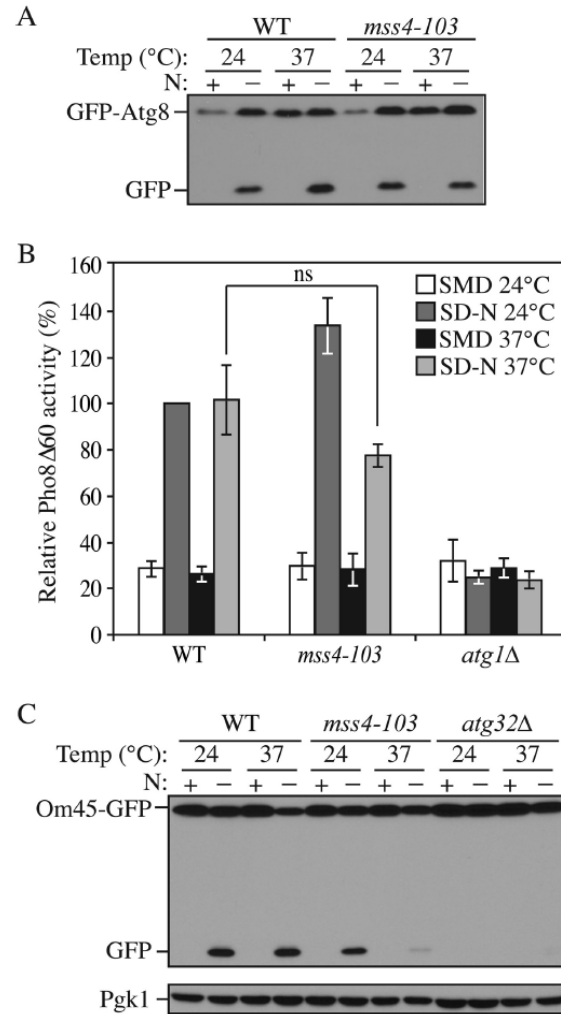 A
WT mss4-103
Temp (°C) 24 37 24 37
N: + – + – + – + –
GFP-Atg8
GFP
B
ns
SMD 24°C
SD-N 24°C
SMD 37°C
SD-N 37°C
Relative Pho8Δ60 activity (%)
160
140
120
100
80
60
40
20
0
WT mss4-103 atg1Δ
C
WT mss4-103 atg32Δ
Temp (°C) 24 37 24 37 24 37
N: + – + – + – + – + – + –
Om45-GFP
GFP
Pgk1